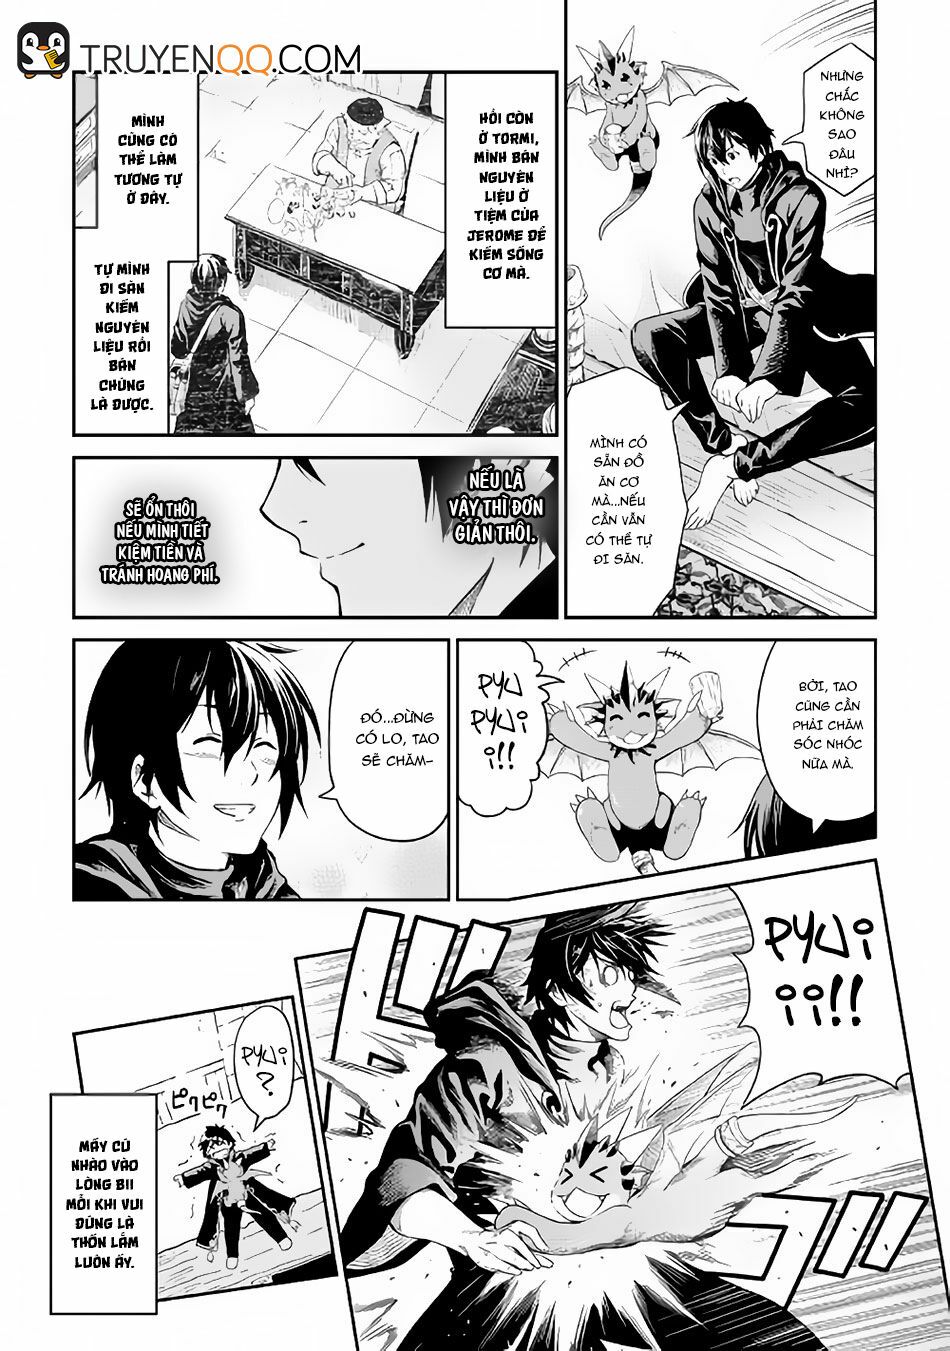 TRUYENQQ.COM
NHƯNG
CHẮC
KHÔNG
SAO
ĐÂU
NHỈ?
MÌNH CÓ
SẴN ĐỒ
ĂN CƠ
MÀ...NẾU
CẦN VẪN
CÓ THỂ TỰ
ĐI SĂN.
HỒI CÒN
Ở TORMI,
MÌNH BÁN
NGUYÊN
LIỆU Ở
TIỆM CỦA
JEROME ĐỂ
KIẾM SỐNG
CƠ MÀ.
MÌNH
CŨNG CÓ
THỂ LÀM
TƯƠNG TỰ
Ở ĐÂY.
TỰ MÌNH
ĐI SĂN
KIẾM
NGUYÊN
LIỆU RỒI
BÁN
CHÚNG
LÀ ĐƯỢC.
NẾU LÀ
VẬY THÌ ĐƠN
GIẢN THÔI.
SẼ ỔN THÔI
NẾU MÌNH TIẾT
KIỆM TIỀN VÀ
TRÁNH HOANG PHÍ.
BỞI, TAO
CŨNG CẦN
PHẢI CHĂM
SÓC NHÓC
NỮA MÀ.
PYU
PYUI
I!!
ĐÓ...ĐỪNG
CÓ LO, TAO
SẼ CHĂM-
PYUI
II!!
PYUI
?
ピクピク
MẤY CÚ
NHÀO VÀO
LÒNG BII
MỖI KHI VUI
ĐÚNG LÀ
THỐN LẮM
LUÔN ẤY.